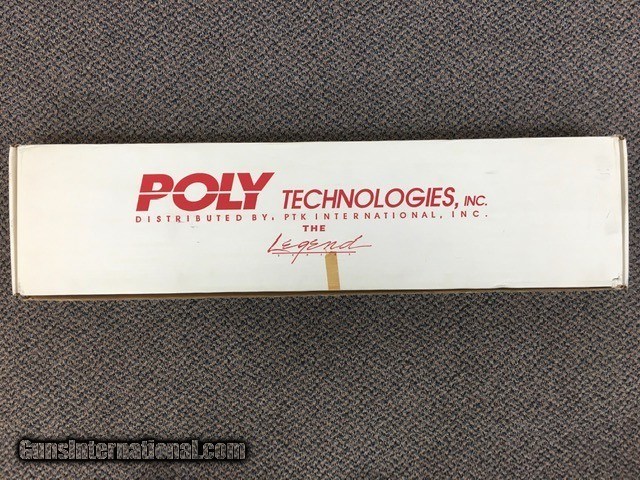 POLY TECHNOLOGIES, INC.
DISTRIBUTED BY, PTK INTERNATIONAL, INC.
THE
Legend
GunsInternational.com